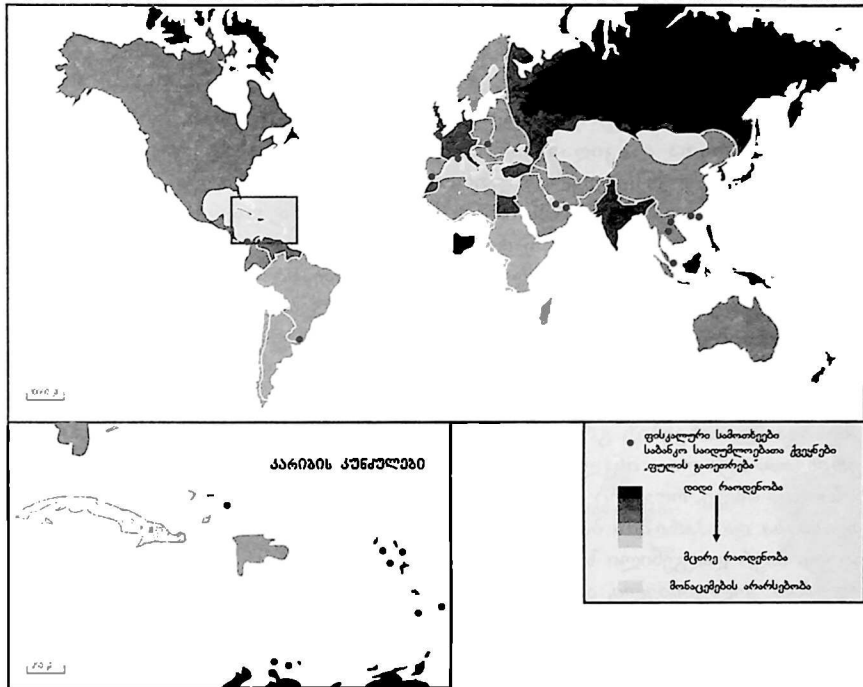 კარიბის კუნძულები
ფისკალური სამოთხეები
საბანკო საიდუმლოებათა ქვეყნები
„ფულის გათეთრება“
დიდი რაოდენობა
მცირე რაოდენობა
მონაცემების არარსებობა